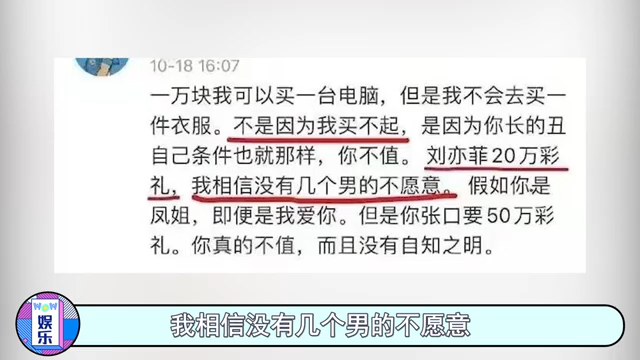 10-18 16:07
一万块我可以买一台电脑，但是我不会去买一
件衣服。不是因为我买不起，是因为你长的丑
自己条件也就那样，你不值。刘亦菲20万彩
礼，我相信没有几个男的不愿意。假如你是
凤姐，即便是我爱你。但是你张口要50万彩
礼。你真的不值，而且没有自知之明。
WOW
娱乐
我相信没有几个男的不愿意